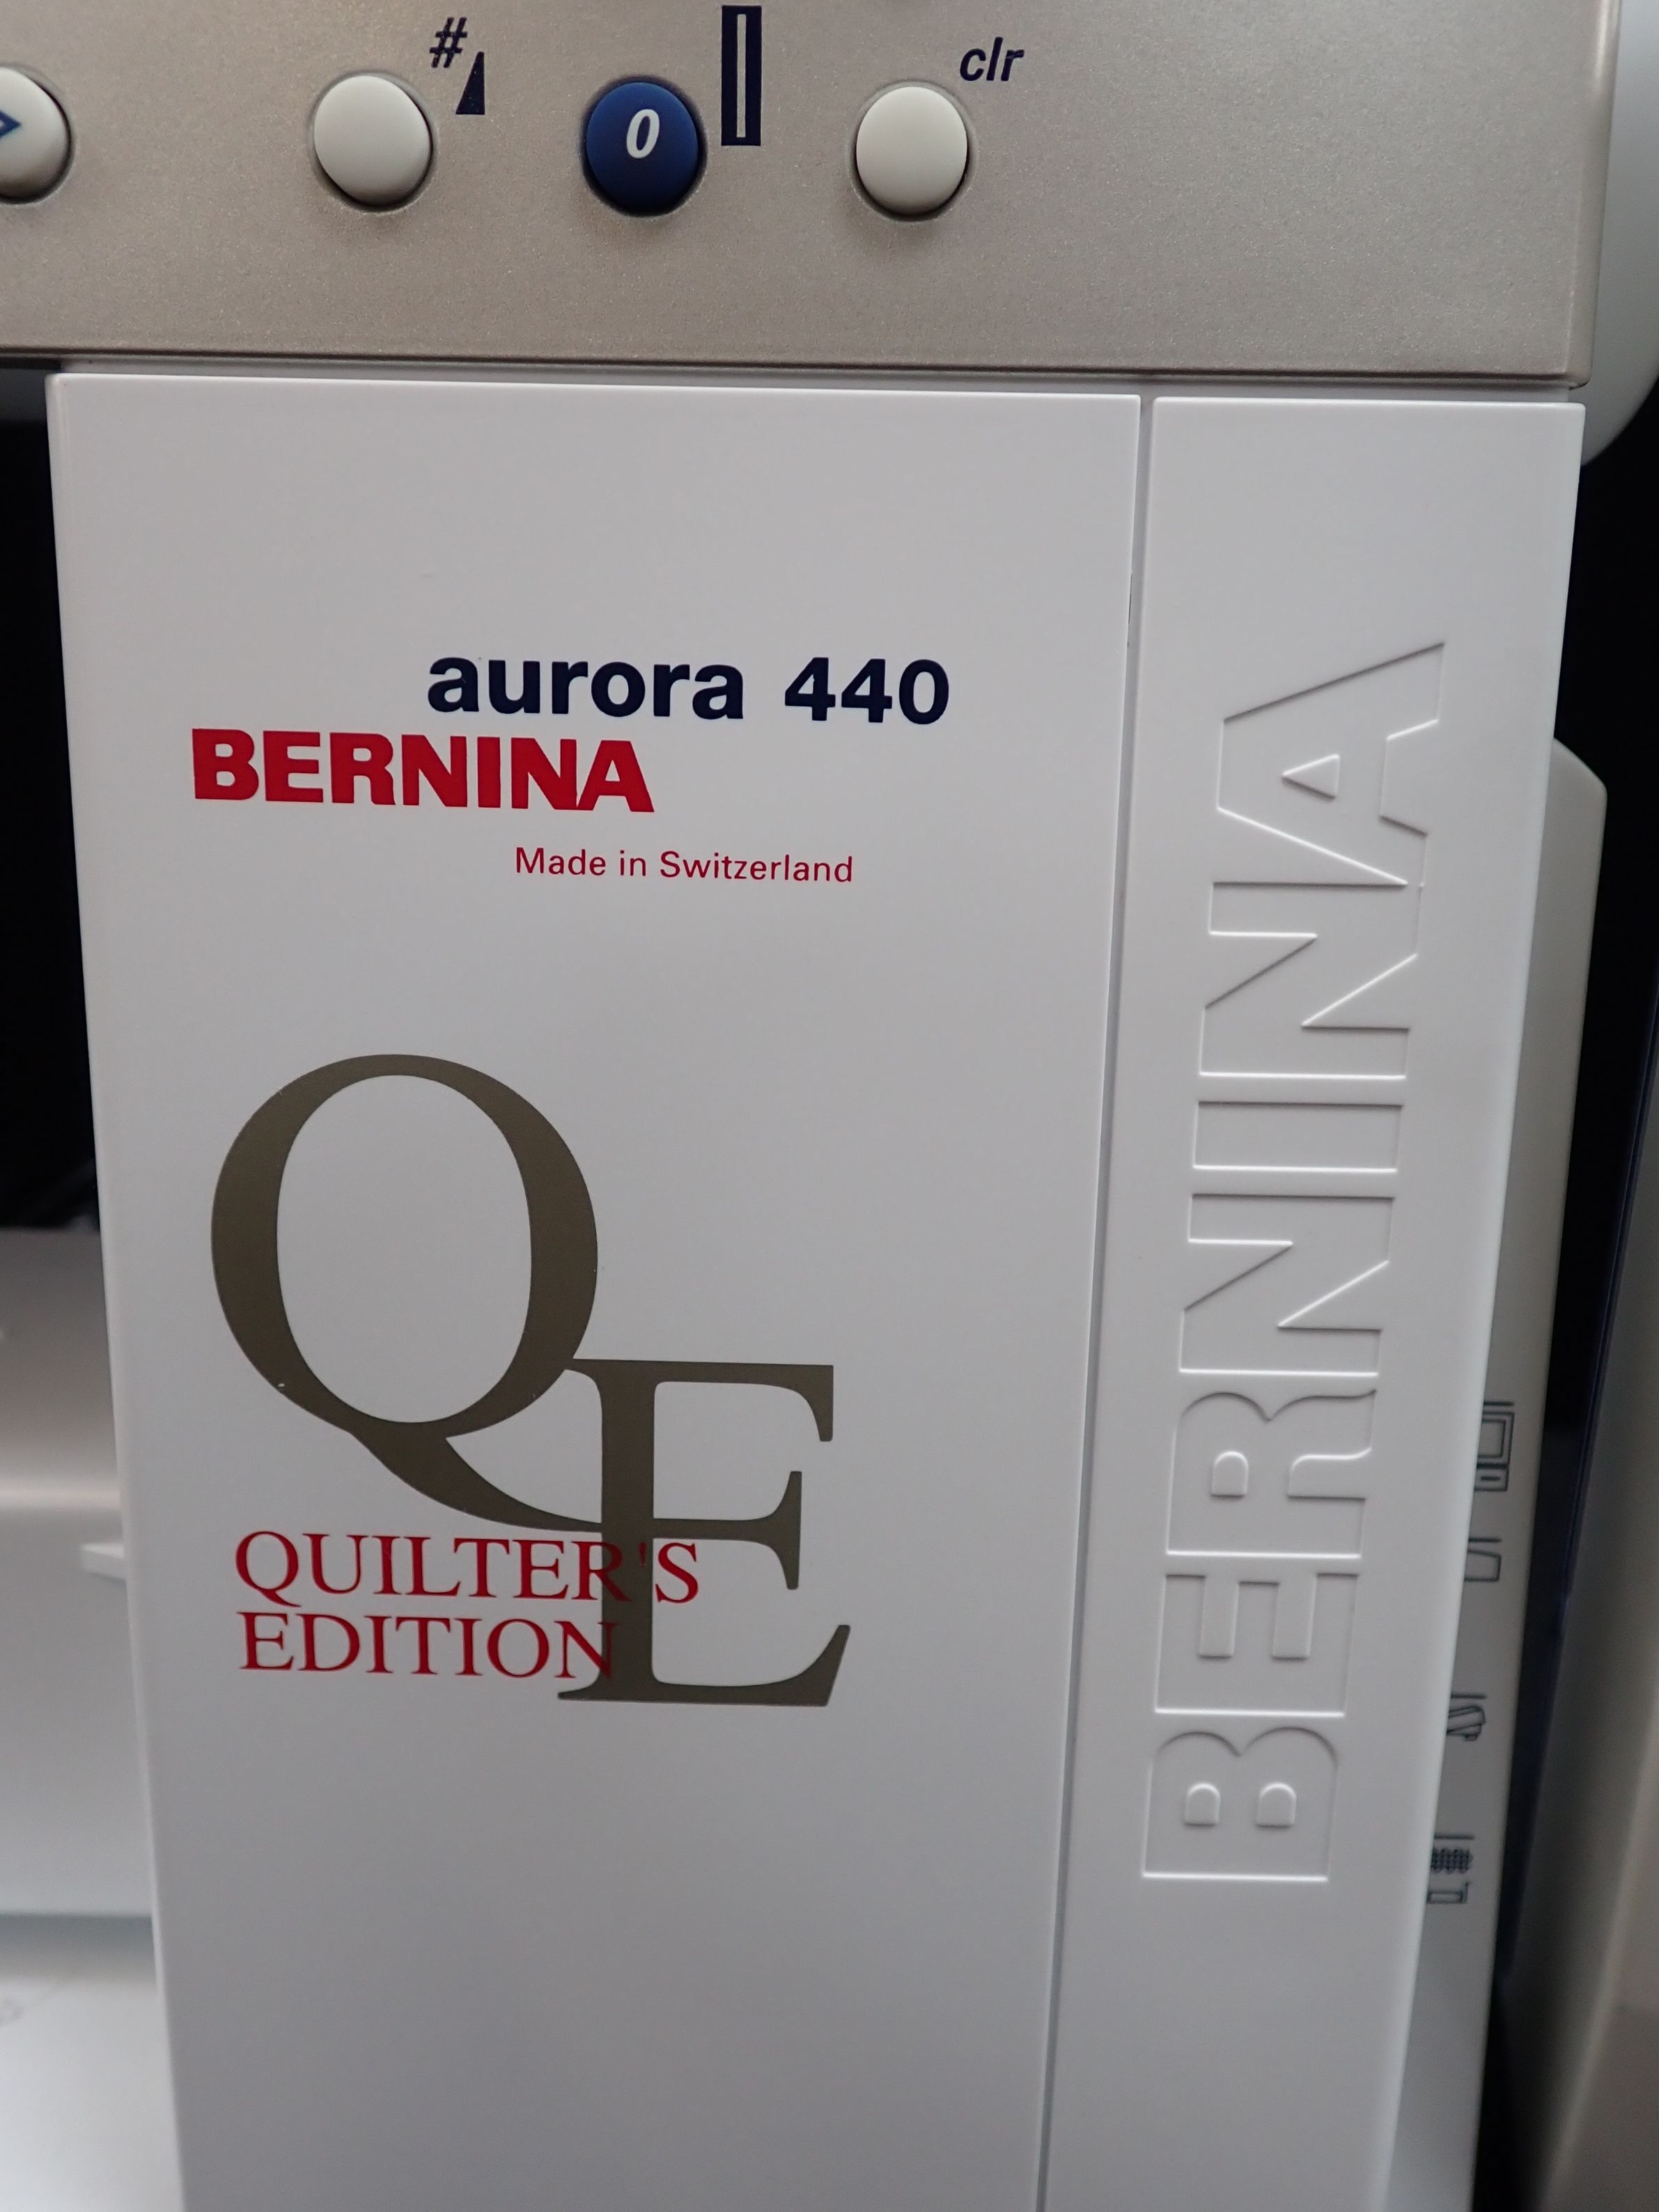 #
0
clr
aurora 440
BERNINA
Made in Switzerland
QE
QUILTER'S
EDITION
BERNINA